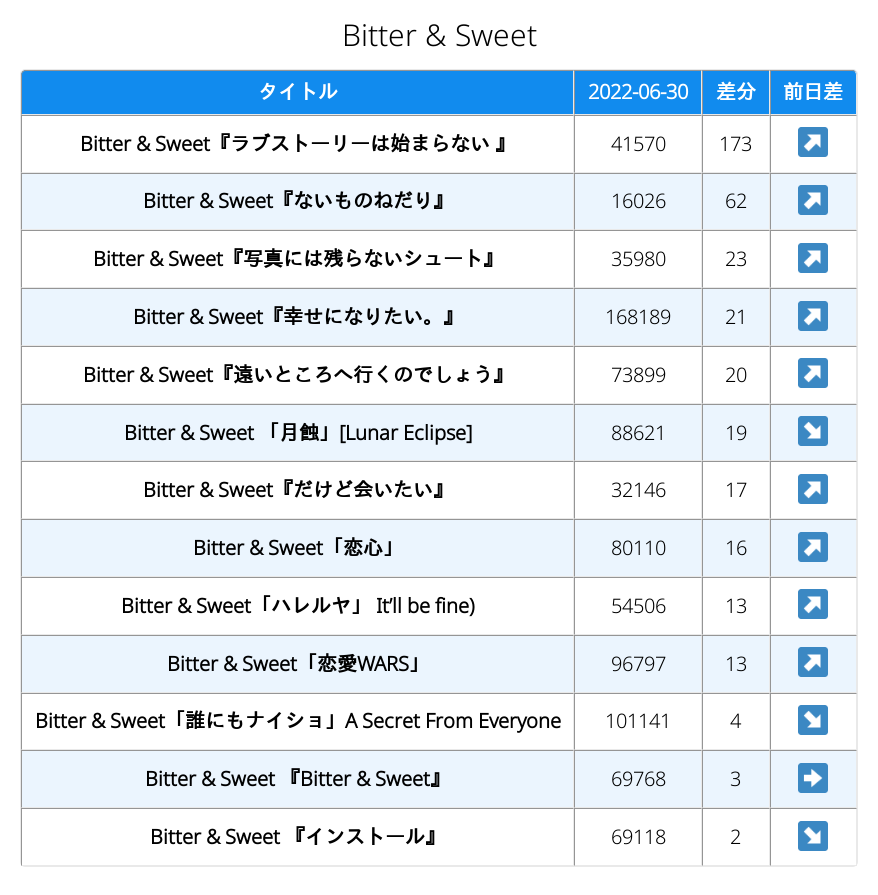 Bitter & Sweet
タイトル 2022-06-30 差分 前日差
Bitter & Sweet『ラブストーリーは始まらない 』 41570 173
Bitter & Sweet『ないものねだり』 16026 62
Bitter & Sweet『写真には残らないシュート』 35980 23
Bitter & Sweet『幸せになりたい。』 168189 21
Bitter & Sweet『遠いところへ行くのでしょう』 73899 20
Bitter & Sweet 「月蝕」[Lunar Eclipse] 88621 19
Bitter & Sweet『だけど会いたい』 32146 17
Bitter & Sweet「恋心」 80110 16
Bitter & Sweet「ハレルヤ」 It'll be fine) 54506 13
Bitter & Sweet「恋愛WARS」 96797 13
Bitter & Sweet「誰にもナイショ」A Secret From Everyone 101141 4
Bitter & Sweet 『Bitter & Sweet』 69768 3
Bitter & Sweet 『インストール』 69118 2